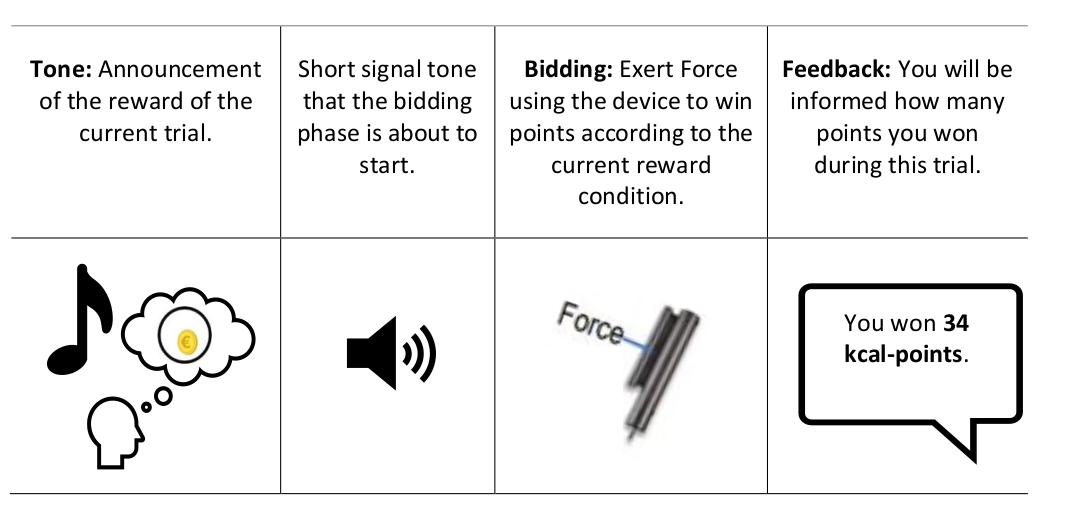 Tone: Announcement
of the reward of the
current trial.
Short signal tone
that the bidding
phase is about to
start.
Bidding: Exert Force
using the device to win
points according to the
current reward
condition.
Feedback: You will be
informed how many
points you won
during this trial.
€
Force
You won 34
kcal-points.